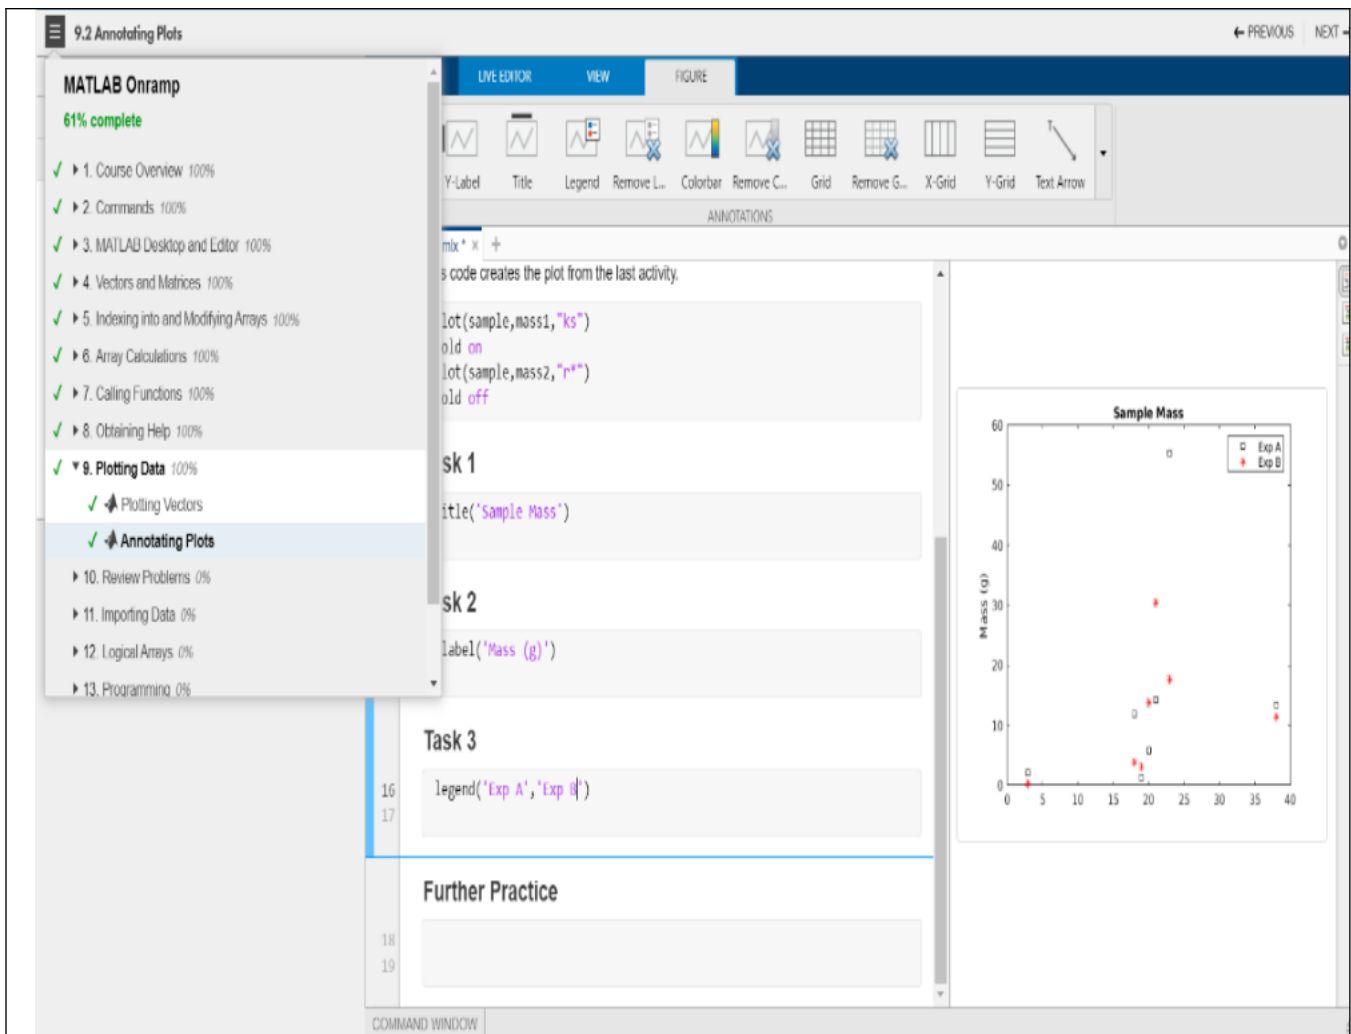 9.2 Annotating Plots
← PREVIOUS
NEXT
MATLAB Onramp
61% complete
1. Course Overview 100%
2. Commands 100%
3. MATLAB Desktop and Editor 100%
4. Vectors and Matrices 100%
5. Indexing into and Modifying Arrays 100%
6. Array Calculations 100%
7. Calling Functions 100%
8. Obtaining Help 100%
9. Plotting Data 100%
Plotting Vectors
Annotating Plots
10. Review Problems 0%
11. Importing Data 0%
12. Logical Arrays 0%
13. Programming 0%
LIVE EDITOR
VIEW
FIGURE
Y-Label
Title
Legend
Remove L...
Colorbar
Remove C...
Grid
Remove G...
X-Grid
Y-Grid
Text Arrow
ANNOTATIONS
mlx * × +
s code creates the plot from the last activity.
lot(sample,mass1,"ks")
old on
lot(sample,mass2,"r*")
old off
sk 1
itle('Sample Mass')
sk 2
label('Mass (g)')
Task 3
16
legend('Exp A','Exp B')
17
Further Practice
18
19
COMMAND WINDOW
Sample Mass
Exp A
Exp B
Mass (g)
60
50
40
30
20
10
0
0 5 10 15 20 25 30 35 40